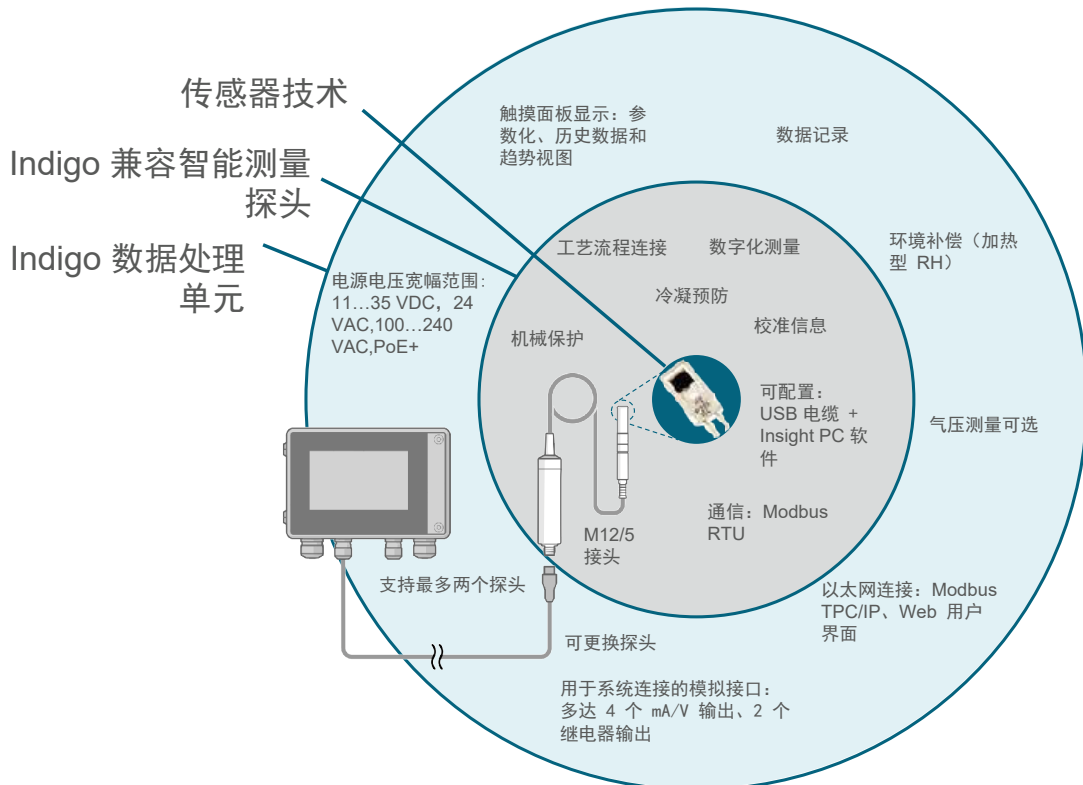 传感器技术
Indigo 兼容智能测量
探头
Indigo 数据处理
单元
触摸面板显示：参
数化、历史数据和
趋势视图
数据记录
环境补偿（加热
型 RH）
电源电压宽幅范围:
11…35 VDC，24
VAC,100…240
VAC,PoE+
工艺流程连接
数字化测量
冷凝预防
校准信息
机械保护
可配置：
USB 电缆 +
Insight PC 软
件
气压测量可选
通信：Modbus
RTU
M12/5
接头
支持最多两个探头
以太网连接：Modbus
TPC/IP、Web 用户
界面
可更换探头
用于系统连接的模拟接口：
多达 4 个 mA/V 输出、2 个
继电器输出